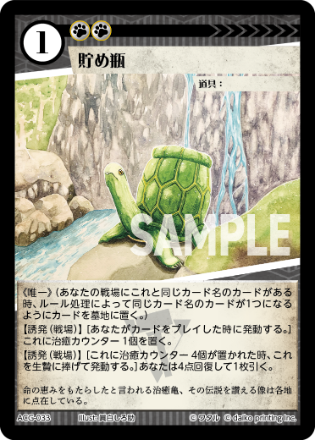 1
貯め瓶
道具：
SAMPLE
《唯一》（あなたの戦場にこれと同じカード名のカードがある
時、ルール処理によって同じカード名のカードが1つになる
ようにカードを墓地に置く。）
【誘発（戦場）】［あなたがカードをプレイした時に発動する。］
これに治癒カウンター 1個を置く。
【誘発（戦場）】［これに治癒カウンター 4個が置かれた時、これ
を生贄に捧げて発動する。］あなたは4点回復して1枚引く。
命の恵みをもたらしたと言われる治癒亀、その伝説を讃える像は各地
に点在している。
ACG-033
Illust:
© ワタル © daiko printing inc.